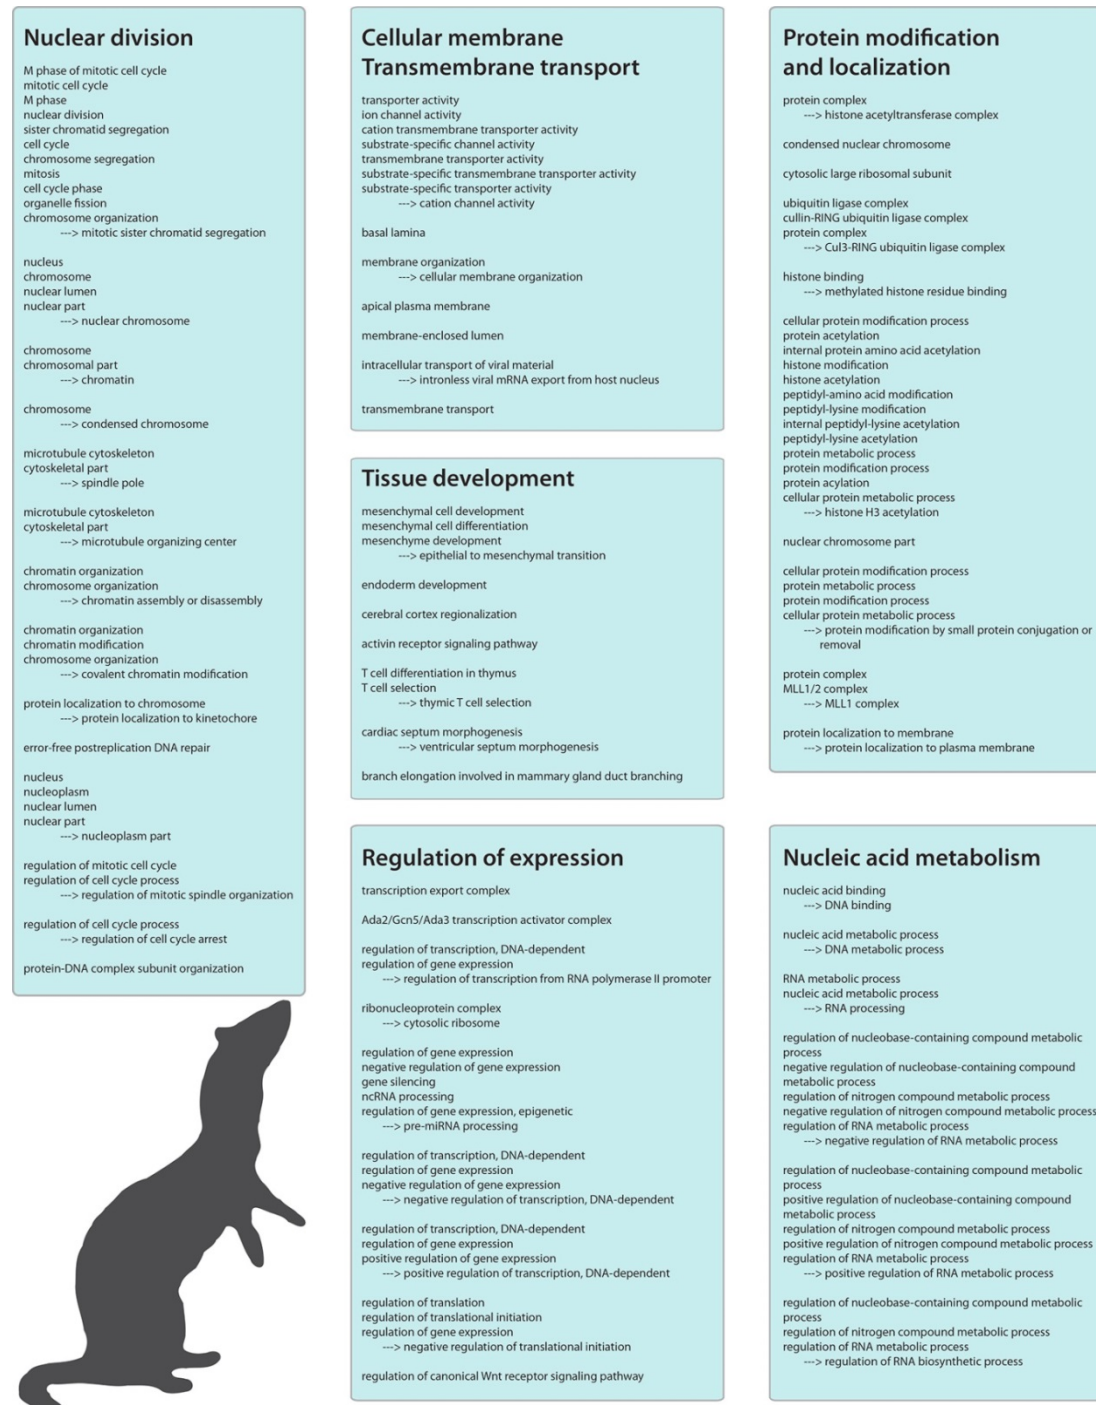 Nuclear division
M phase of mitotic cell cycle
mitotic cell cycle
M phase
nuclear division
sister chromatid segregation
cell cycle
chromosome segregation
mitosis
cell cycle phase
organelle fission
chromosome organization
---> mitotic sister chromatid segregation
nucleus
chromosome
nuclear lumen
nuclear part
---> nuclear chromosome
chromosome
chromosomal part
---> chromatin
chromosome
---> condensed chromosome
microtubule cytoskeleton
cytoskeletal part
---> spindle pole
microtubule cytoskeleton
cytoskeletal part
---> microtubule organizing center
chromatin organization
chromosome organization
---> chromatin assembly or disassembly
chromatin organization
chromatin modification
chromosome organization
---> covalent chromatin modification
protein localization to chromosome
---> protein localization to kinetochore
error-free postreplication DNA repair
nucleus
nucleoplasm
nuclear lumen
nuclear part
---> nucleoplasm part
regulation of mitotic cell cycle
regulation of cell cycle process
---> regulation of mitotic spindle organization
regulation of cell cycle process
---> regulation of cell cycle arrest
protein-DNA complex subunit organization
Cellular membrane
Transmembrane transport
transporter activity
ion channel activity
cation transmembrane transporter activity
substrate-specific channel activity
transmembrane transporter activity
substrate-specific transmembrane transporter activity
substrate-specific transporter activity
---> cation channel activity
basal lamina
membrane organization
---> cellular membrane organization
apical plasma membrane
membrane-enclosed lumen
intracellular transport of viral material
---> intronless viral mRNA export from host nucleus
transmembrane transport
Tissue development
mesenchymal cell development
mesenchymal cell differentiation
mesenchyme development
---> epithelial to mesenchymal transition
endoderm development
cerebral cortex regionalization
activin receptor signaling pathway
T cell differentiation in thymus
T cell selection
---> thymic T cell selection
cardiac septum morphogenesis
---> ventricular septum morphogenesis
branch elongation involved in mammary gland duct branching
Regulation of expression
transcription export complex
Ada2/Gcn5/Ada3 transcription activator complex
regulation of transcription, DNA-dependent
regulation of gene expression
---> regulation of transcription from RNA polymerase II promoter
ribonucleoprotein complex
---> cytosolic ribosome
regulation of gene expression
negative regulation of gene expression
gene silencing
ncRNA processing
regulation of gene expression, epigenetic
---> pre-miRNA processing
regulation of transcription, DNA-dependent
regulation of gene expression
negative regulation of gene expression
---> negative regulation of transcription, DNA-dependent
regulation of transcription, DNA-dependent
regulation of gene expression
positive regulation of gene expression
---> positive regulation of transcription, DNA-dependent
regulation of translation
regulation of translational initiation
regulation of gene expression
---> negative regulation of translational initiation
regulation of canonical Wnt receptor signaling pathway
Protein modification
and localization
protein complex
---> histone acetyltransferase complex
condensed nuclear chromosome
cytosolic large ribosomal subunit
ubiquitin ligase complex
cullin-RING ubiquitin ligase complex
protein complex
---> Cul3-RING ubiquitin ligase complex
histone binding
---> methylated histone residue binding
cellular protein modification process
protein acetylation
internal protein amino acid acetylation
histone modification
histone acetylation
peptidyl-amino acid modification
peptidyl-lysine modification
internal peptidyl-lysine acetylation
peptidyl-lysine acetylation
protein metabolic process
protein modification process
protein acylation
cellular protein metabolic process
---> histone H3 acetylation
nuclear chromosome part
cellular protein modification process
protein metabolic process
protein modification process
cellular protein metabolic process
---> protein modification by small protein conjugation or
removal
protein complex
MLL1/2 complex
---> MLL1 complex
protein localization to membrane
---> protein localization to plasma membrane
Nucleic acid metabolism
nucleic acid binding
---> DNA binding
nucleic acid metabolic process
---> DNA metabolic process
RNA metabolic process
nucleic acid metabolic process
---> RNA processing
regulation of nucleobase-containing compound metabolic
process
negative regulation of nucleobase-containing compound
metabolic process
regulation of nitrogen compound metabolic process
negative regulation of nitrogen compound metabolic process
regulation of RNA metabolic process
---> negative regulation of RNA metabolic process
regulation of nucleobase-containing compound metabolic
process
positive regulation of nucleobase-containing compound
metabolic process
regulation of nitrogen compound metabolic process
positive regulation of nitrogen compound metabolic process
regulation of RNA metabolic process
---> positive regulation of RNA metabolic process
regulation of nucleobase-containing compound metabolic
process
regulation of nitrogen compound metabolic process
regulation of RNA metabolic process
---> regulation of RNA biosynthetic process